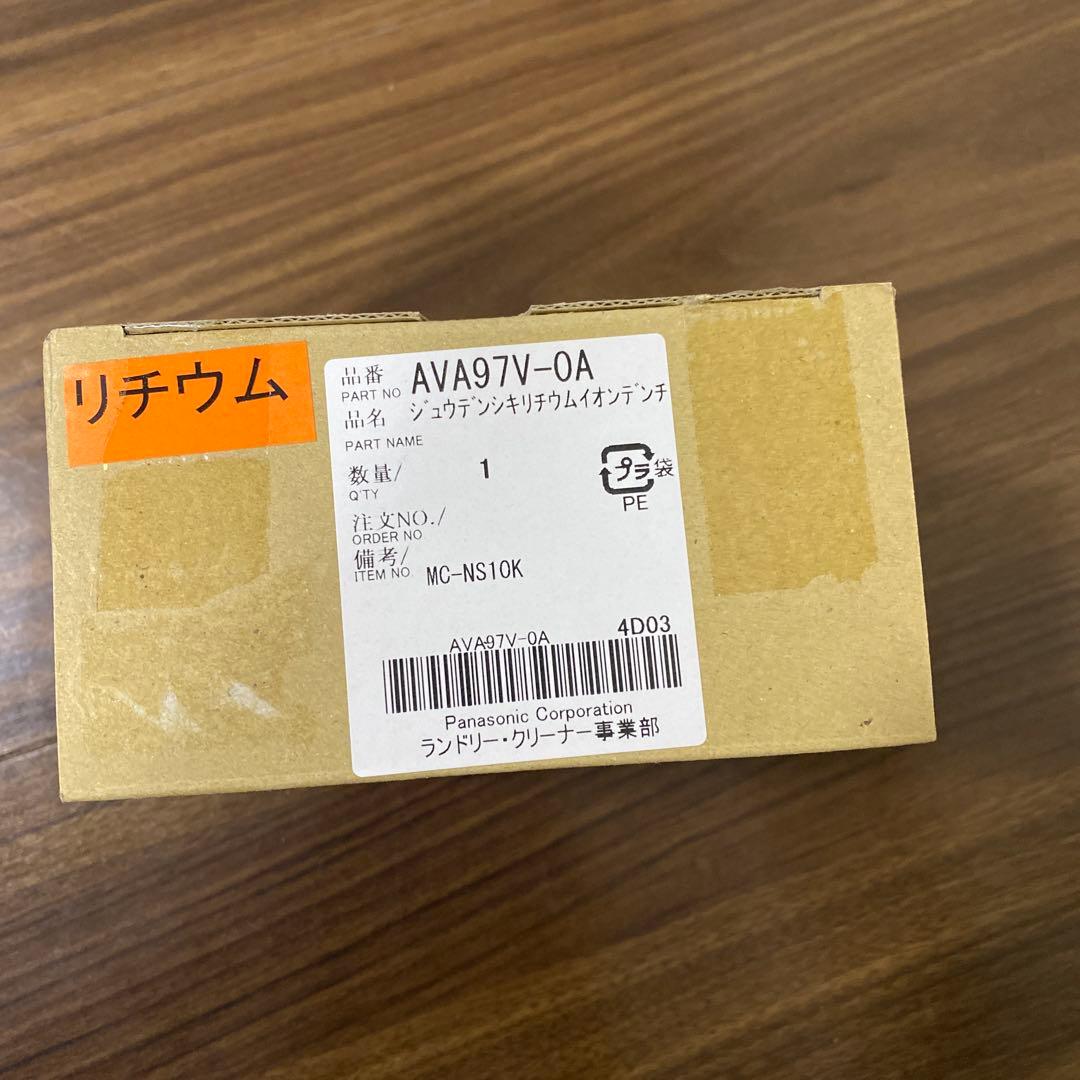 リチウム
品番 AVA97V-0A
PART NO
品名 ジュウデンシキリチウムイオンデンチ
PART NAME
数量/ 1
Q'TY
プラ 袋
PE
注文NO./
ORDER NO
備考/ MC-NS10K
ITEM NO.
AVA97V-0A 4D03
Panasonic Corporation
ランドリー・クリーナー事業部